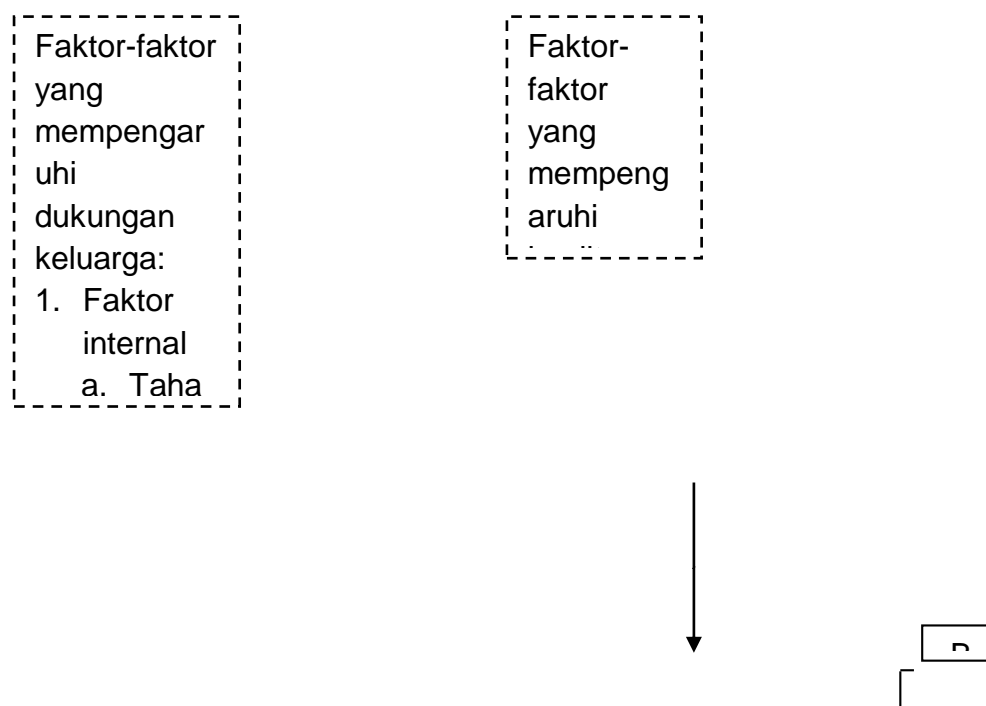 Faktor-faktor
yang
mempengar
uhi
dukungan
keluarga:
1. Faktor
internal
a. Taha
Faktor-
faktor
yang
mempeng
aruhi